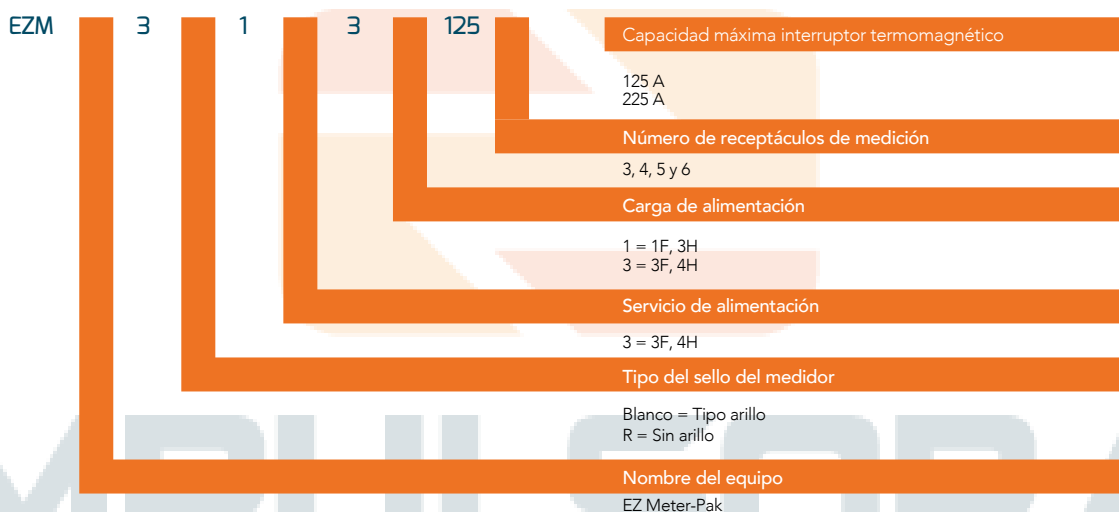 EZM 3 1 3 125
Capacidad máxima interruptor termomagnético
125 A
225 A
Número de receptáculos de medición
3, 4, 5 y 6
Carga de alimentación
1 = 1F, 3H
3 = 3F, 4H
Servicio de alimentación
3 = 3F, 4H
Tipo del sello del medidor
Blanco = Tipo arillo
R = Sin arillo
Nombre del equipo
EZ Meter-Pak